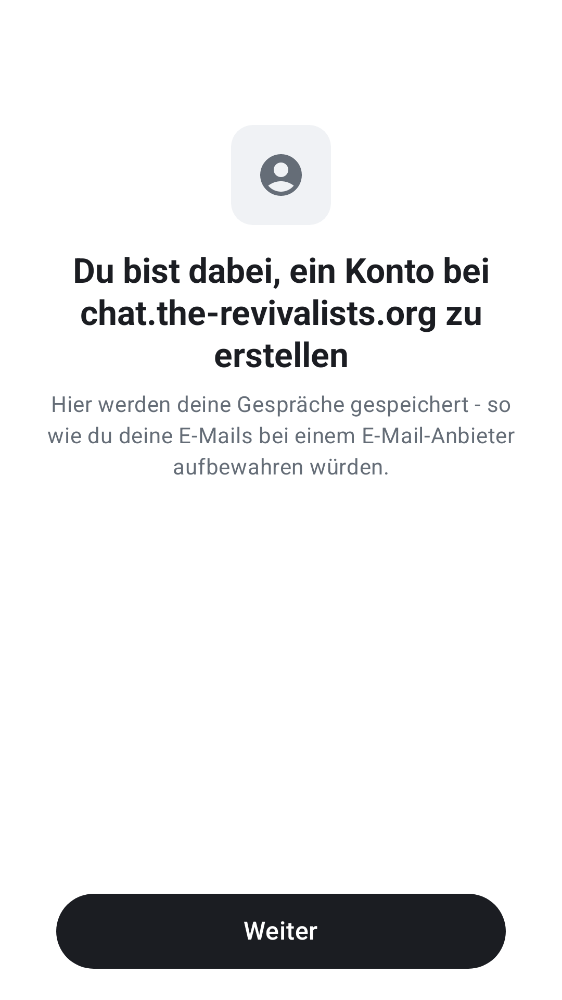 Du bist dabei, ein Konto bei
chat.the-revivalists.org zu
erstellen
Hier werden deine Gespräche gespeichert - so
wie du deine E-Mails bei einem E-Mail-Anbieter
aufbewahren würden.
Weiter